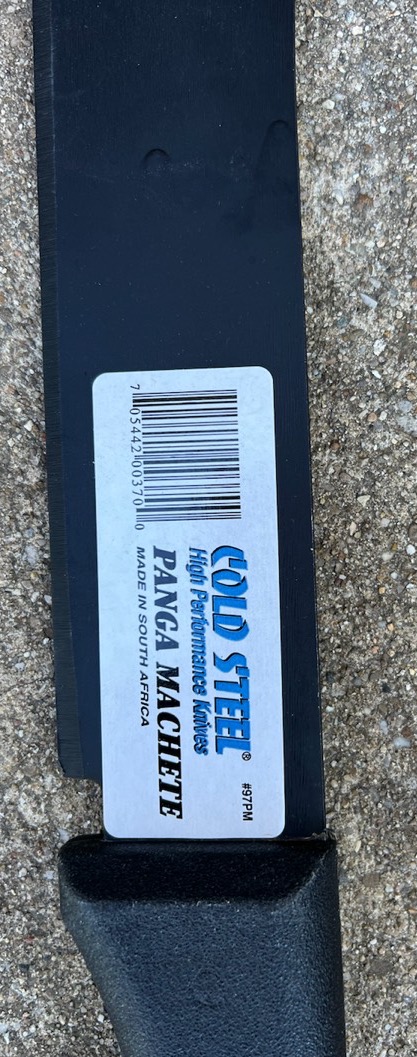 COLD STEEL®
High Performance Knives
#97PM
PANGA MACHETE
MADE IN SOUTH AFRICA
7 05442 00370 0